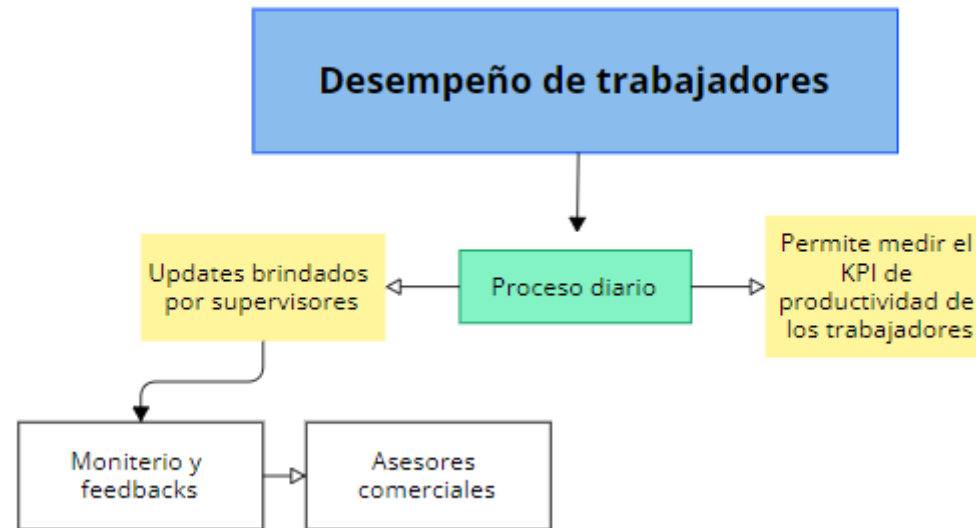 Desempeño de trabajadores
Updates brindados
por supervisores
Proceso diario
Permite medir el
KPI de
productividad de
los trabajadores
Moniterio y
feedbacks
Asesores
comerciales